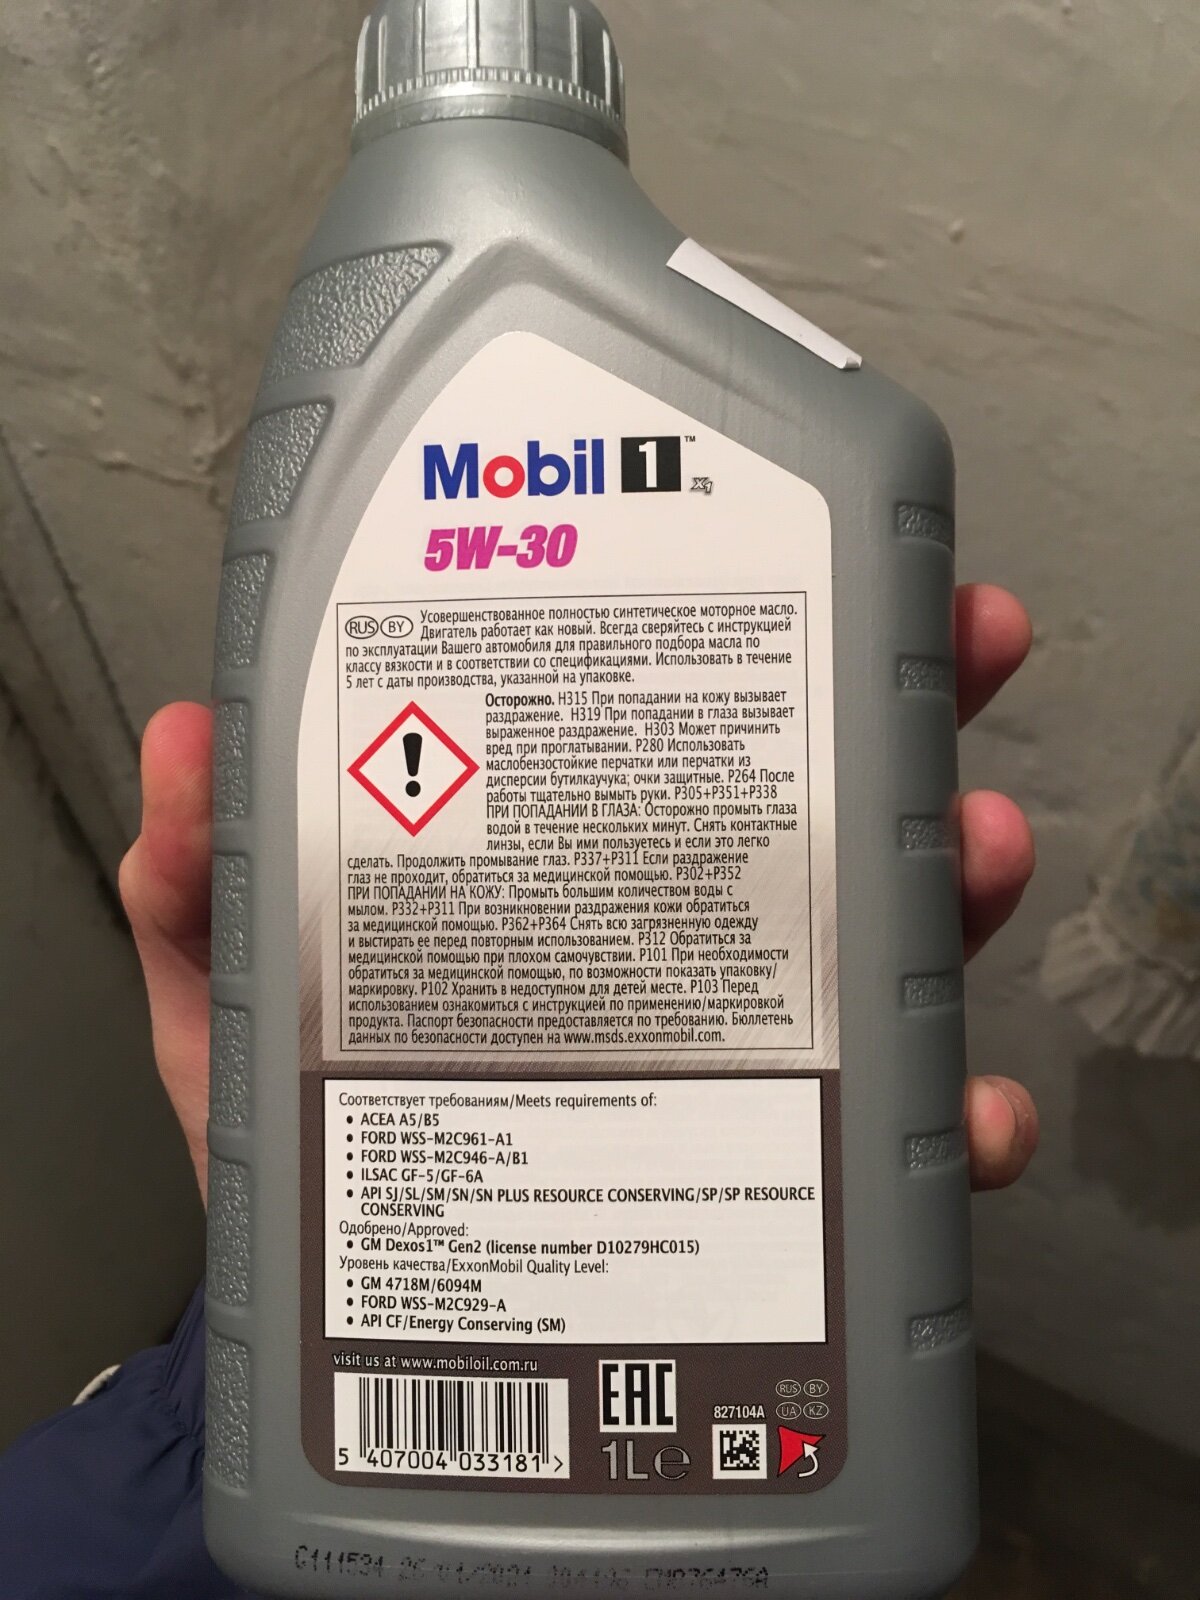 Mobil 1™ x1
5W-30
RUS BY Усовершенствованное полностью синтетическое моторное масло.
Двигатель работает как новый. Всегда сверяйтесь с инструкцией
по эксплуатации Вашего автомобиля для правильного подбора масла по
классу вязкости и в соответствии со спецификациями. Использовать в течение
5 лет с даты производства, указанной на упаковке.
Осторожно. H315 При попадании на кожу вызывает
раздражение. H319 При попадании в глаза вызывает
выраженное раздражение. H303 Может причинить
вред при проглатывании. P280 Использовать
маслобензостойкие перчатки или перчатки из
дисперсии бутилкаучука; очки защитные. P264 После
работы тщательно вымыть руки. P305+P351+P338
ПРИ ПОПАДАНИИ В ГЛАЗА: Осторожно промыть глаза
водой в течение нескольких минут. Снять контактные
линзы, если Вы ими пользуетесь и если это легко
сделать. Продолжить промывание глаз. P337+P311 Если раздражение
глаз не проходит, обратиться за медицинской помощью. P302+P352
ПРИ ПОПАДАНИИ НА КОЖУ: Промыть большим количеством воды с
мылом. P332+P311 При возникновении раздражения кожи обратиться
за медицинской помощью. P362+P364 Снять всю загрязненную одежду
и выстирать ее перед повторным использованием. P312 Обратиться за
медицинской помощью при плохом самочувствии. P101 При необходимости
обратиться за медицинской помощью, по возможности показать упаковку/
маркировку. P102 Хранить в недоступном для детей месте. P103 Перед
использованием ознакомиться с инструкцией по применению/маркировкой
продукта. Паспорт безопасности предоставляется по требованию. Бюллетень
данных по безопасности доступен на www.msds.exxonmobil.com.
Соответствует требованиям/Meets requirements of:
• ACEA A5/B5
• FORD WSS-M2C961-A1
• FORD WSS-M2C946-A/B1
• ILSAC GF-5/GF-6A
• API SJ/SL/SM/SN/SN PLUS RESOURCE CONSERVING/SP/SP RESOURCE
CONSERVING
Одобрено/Approved:
• GM Dexos1™ Gen2 (license number D10279HC015)
Уровень качества/ExxonMobil Quality Level:
• GM 4718M/6094M
• FORD WSS-M2C929-A
• API CF/Energy Conserving (SM)
visit us at www.mobiloil.com.ru
EAC
RUS BY
827104A UA KZ
5 407004 033181 >
1L e
G111534